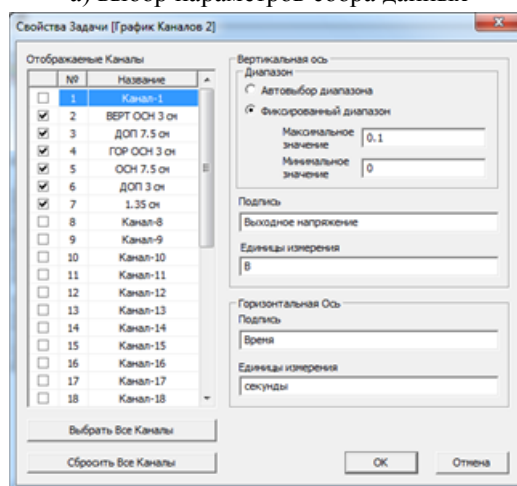 а) Выбор параметров сбора данных
Свойства Задачи [График Каналов 2]
Отображаемые Каналы
№ Название
1 Канал-1
2 ВЕРТ ОСН 3 см
3 ДОП 7.5 см
4 ГОР ОСН 3 см
5 ОСН 7.5 см
6 ДОП 3 см
7 1.35 см
8 Канал-8
9 Канал-9
10 Канал-10
11 Канал-11
12 Канал-12
13 Канал-13
14 Канал-14
15 Канал-15
16 Канал-16
17 Канал-17
18 Канал-18
Выбрать Все Каналы
Сбросить Все Каналы
Вертикальная ось
Диапазон
Автовыбор диапазона
Фиксированный диапазон
Максимальное
значение
0.1
Минимальное
значение
0
Подпись
Выходное напряжение
Единицы измерения
В
Горизонтальная Ось
Подпись
Время
Единицы измерения
секунды
ОК
Отмена